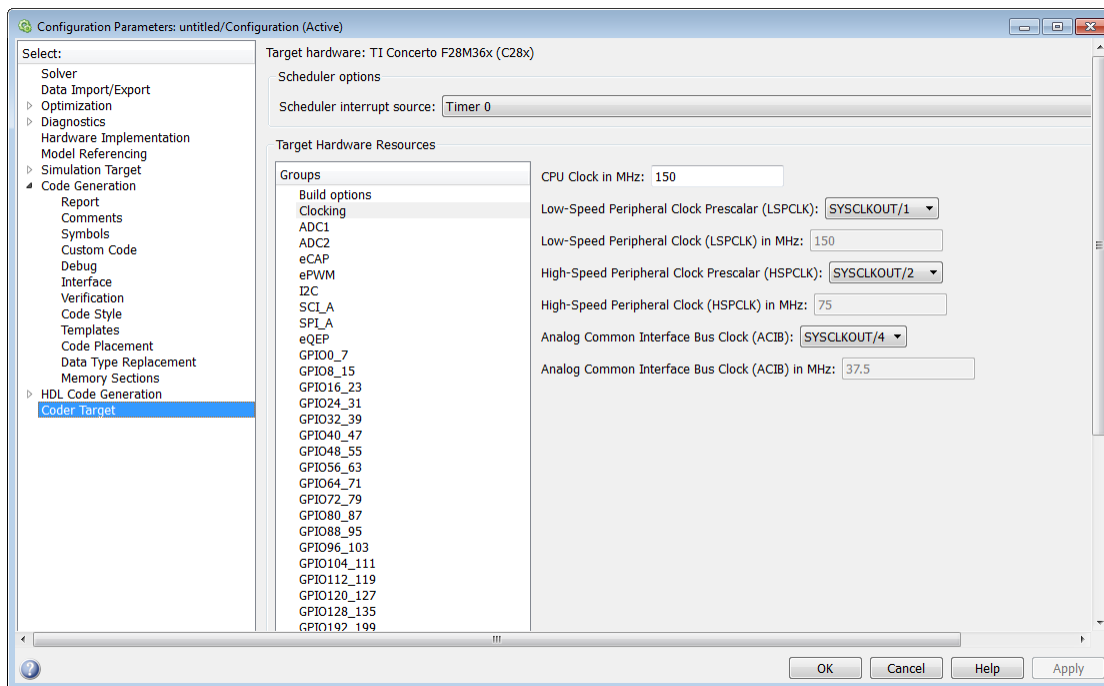 Configuration Parameters: untitled/Configuration (Active)
Select:
Solver
Data Import/Export
Optimization
Diagnostics
Hardware Implementation
Model Referencing
Simulation Target
Code Generation
Report
Comments
Symbols
Custom Code
Debug
Interface
Verification
Code Style
Templates
Code Placement
Data Type Replacement
Memory Sections
HDL Code Generation
Coder Target
Target hardware: TI Concerto F28M36x (C28x)
Scheduler options
Scheduler interrupt source: Timer 0
Target Hardware Resources
Groups
Build options
Clocking
ADC1
ADC2
eCAP
ePWM
I2C
SCI_A
SPI_A
eQEP
GPIO0_7
GPIO8_15
GPIO16_23
GPIO24_31
GPIO32_39
GPIO40_47
GPIO48_55
GPIO56_63
GPIO64_71
GPIO72_79
GPIO80_87
GPIO88_95
GPIO96_103
GPIO104_111
GPIO112_119
GPIO120_127
GPIO128_135
GPIO192_199
CPU Clock in MHz: 150
Low-Speed Peripheral Clock Prescalar (LSPCLK): SYSCLKOUT/1
Low-Speed Peripheral Clock (LSPCLK) in MHz: 150
High-Speed Peripheral Clock Prescalar (HSPCLK): SYSCLKOUT/2
High-Speed Peripheral Clock (HSPCLK) in MHz: 75
Analog Common Interface Bus Clock (ACIB): SYSCLKOUT/4
Analog Common Interface Bus Clock (ACIB) in MHz: 37.5
OK
Cancel
Help
Apply